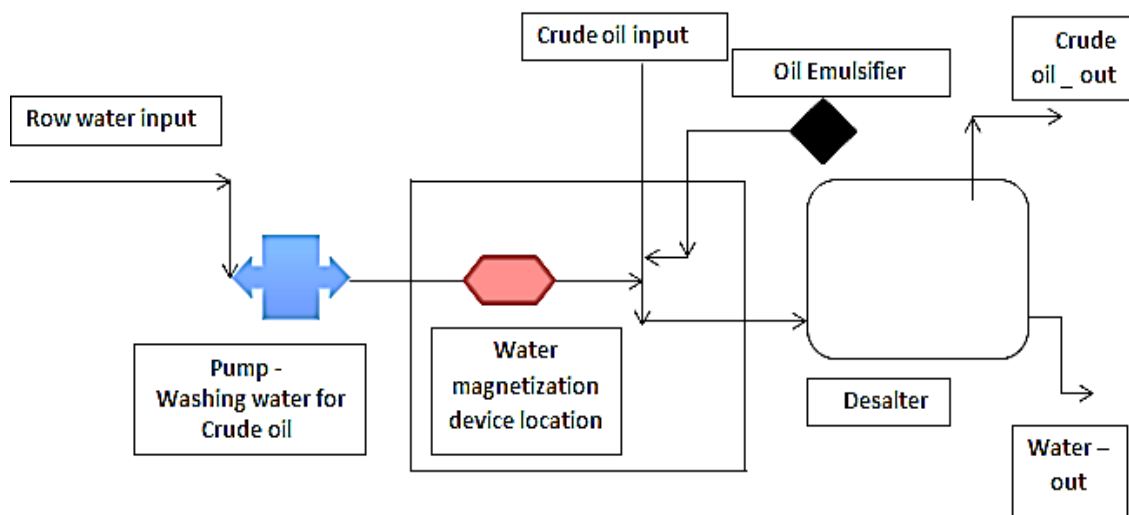 Crude oil input
Oil Emulsifier
Crude
oil _ out
Row water input
Pump -
Washing water for
Crude oil
Water
magnetization
device location
Desalter
Water –
out